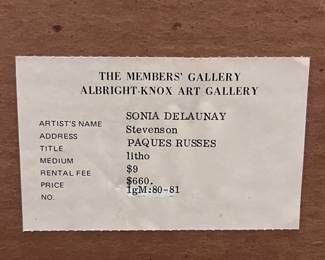 THE MEMBERS' GALLERY
ALBRIGHT-KNOX ART GALLERY
ARTIST'S NAME SONIA DELAUNAY
ADDRESS Stevenson
TITLE PAQUES RUSSES
MEDIUM litho
RENTAL FEE $9
PRICE $660.
NO. 1gM:80-81